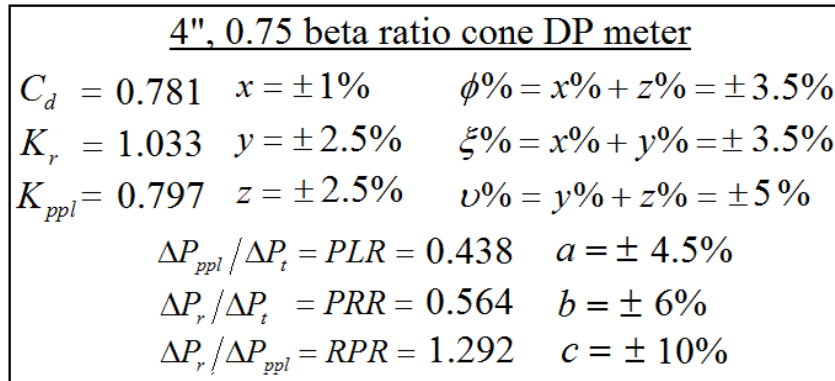 4", 0.75 beta ratio cone DP meter
C_d = 0.781 x = ±1% ϕ% = x% + z% = ±3.5%
K_r = 1.033 y = ±2.5% ξ% = x% + y% = ±3.5%
K_ppl = 0.797 z = ±2.5% υ% = y% + z% = ±5%
ΔP_ppl/ΔP_t = PLR = 0.438 a = ± 4.5%
ΔP_r/ΔP_t = PRR = 0.564 b = ± 6%
ΔP_r/ΔP_ppl = RPR = 1.292 c = ± 10%